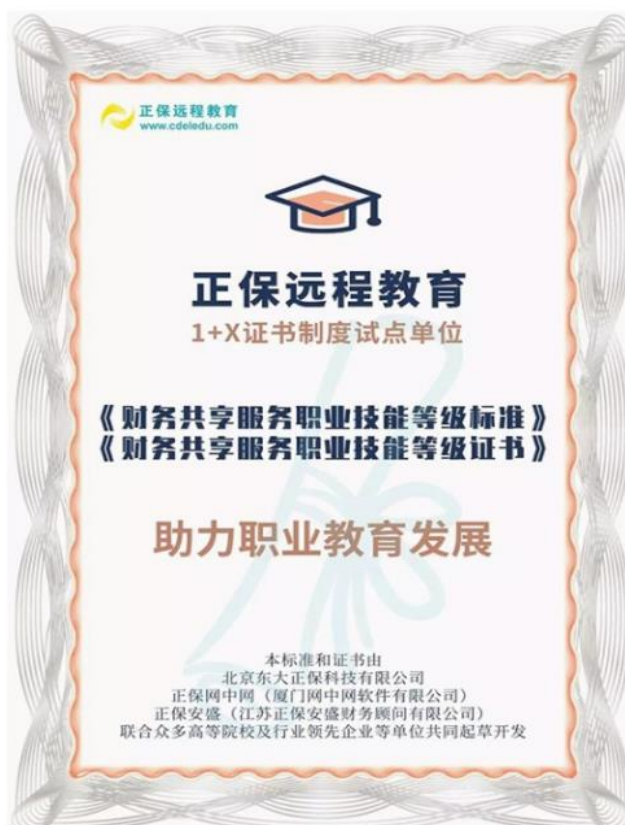 正保远程教育
www.cdeledu.com
正保远程教育
1+X证书制度试点单位
《财务共享服务职业技能等级标准》
《财务共享服务职业技能等级证书》
助力职业教育发展
本标准和证书由
北京东大正保科技有限公司
正保网中网（厦门网中网软件有限公司）
正保安盛（江苏正保安盛财务顾问有限公司）
联合众多高等院校及行业领先企业等单位共同起草开发